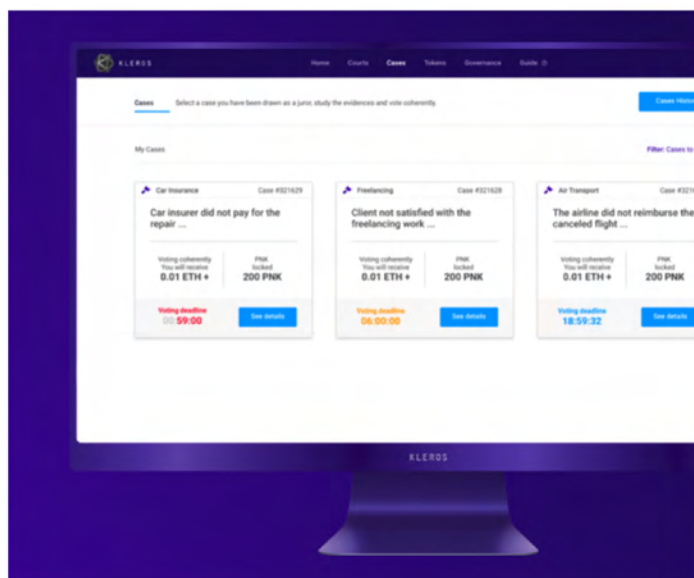 KLEROS
Home Courts Cases Tokens Governance Guide
Cases Select a case you have been drawn as a juror, study the evidences and vote coherently.
Cases Histo
My Cases
Filter: Cases to
Car Insurance Case #321629
Car insurer did not pay for the
repair ...
Voting coherently
You will receive
0.01 ETH +
PNK
locked
200 PNK
Voting deadline
00:59:00
See details
Freelancing Case #321628
Client not satisfied with the
freelancing work ...
Voting coherently
You will receive
0.01 ETH +
PNK
locked
200 PNK
Voting deadline
06:00:00
See details
Air Transport Case #3216
The airline did not reimburse the
canceled flight ...
Voting coherently
You will receive
0.01 ETH +
PNK
locked
200 PNK
Voting deadline
18:59:32
See details
KLEROS